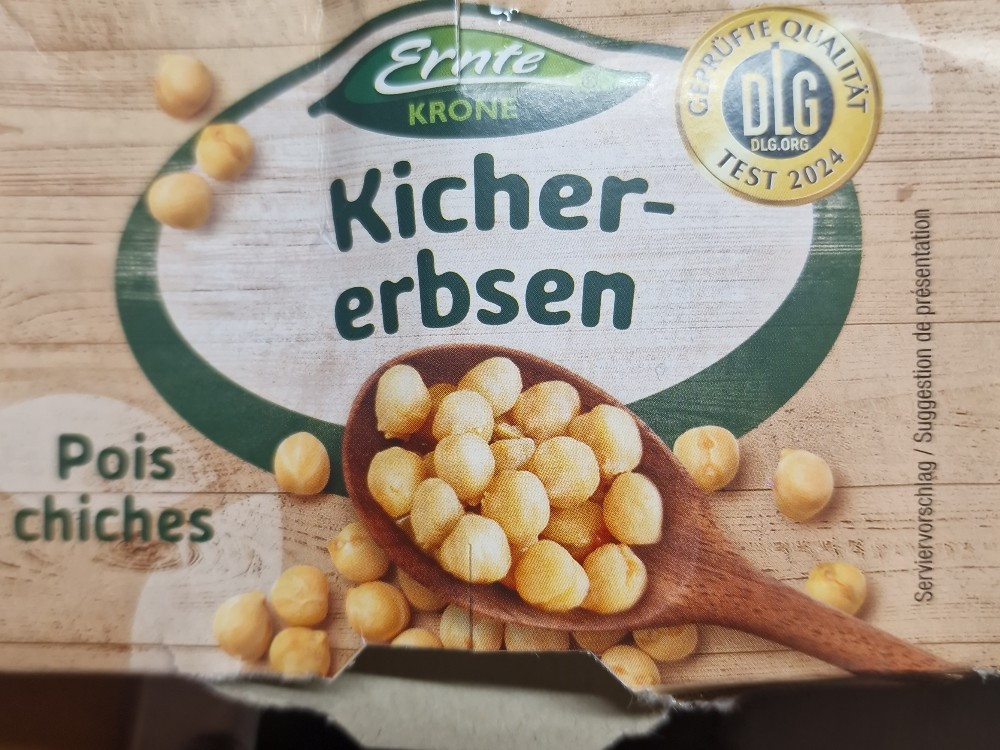 Ernte
KRONE
GEPRÜFTE QUALITÄT
DLG
DLG.ORG
TEST 2024
Kicher-
erbsen
Pois
chiches
Serviervorschlag / Suggestion de présentation